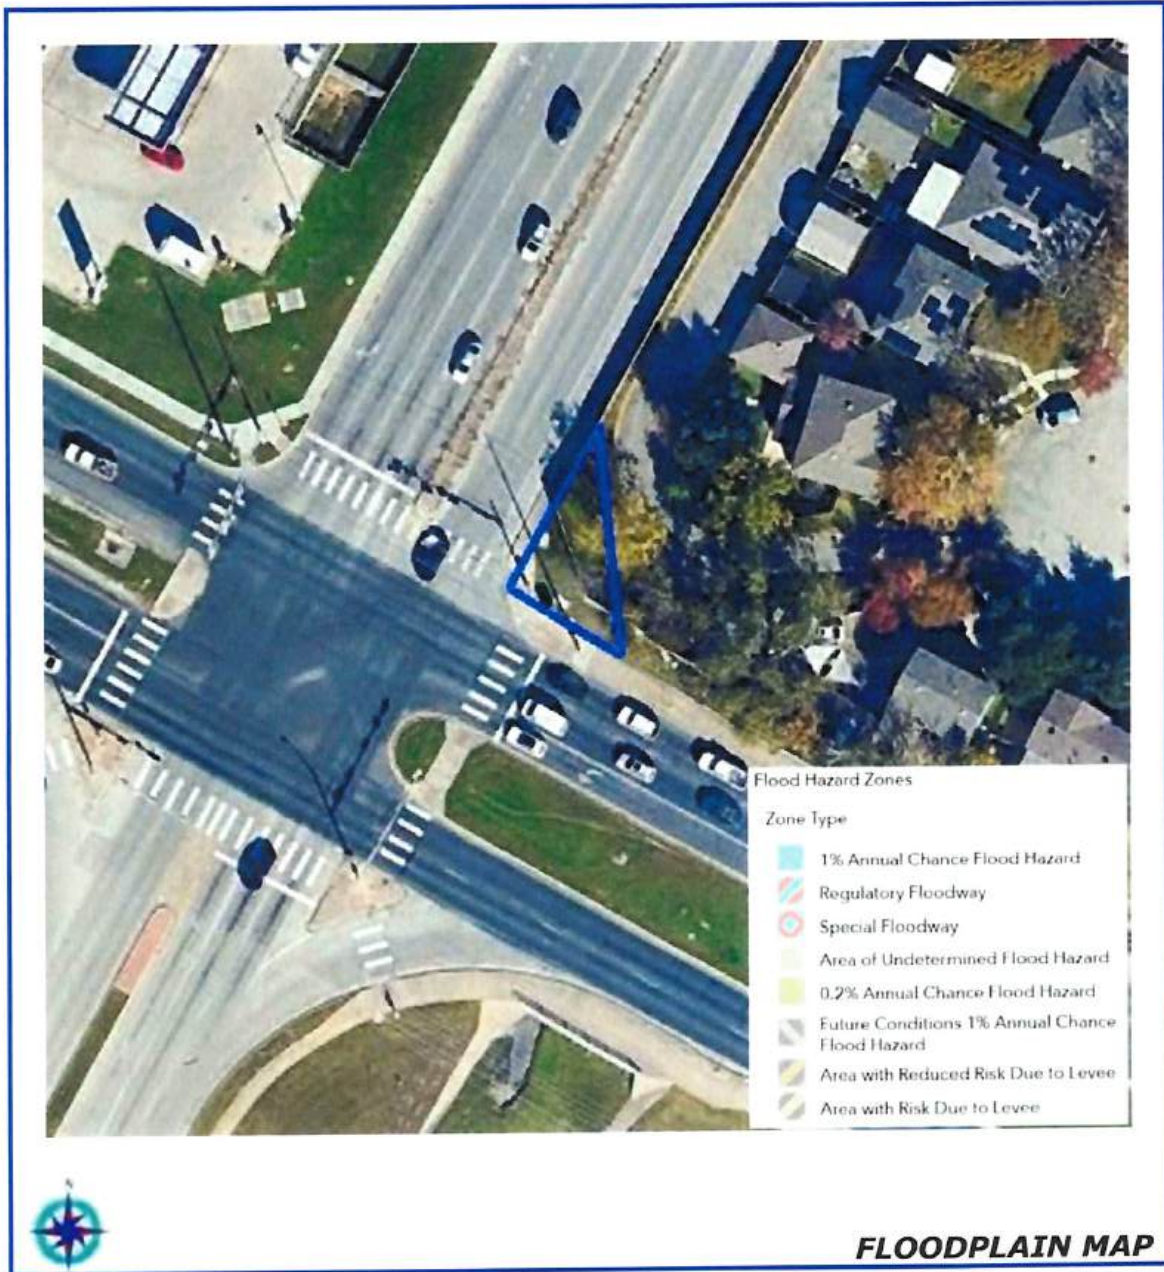 Flood Hazard Zones
Zone Type
1% Annual Chance Flood Hazard
Regulatory Floodway
Special Floodway
Area of Undetermined Flood Hazard
0.2% Annual Chance Flood Hazard
Future Conditions 1% Annual Chance
Flood Hazard
Area with Reduced Risk Due to Levee
Area with Risk Due to Levee
N
FLOODPLAIN MAP